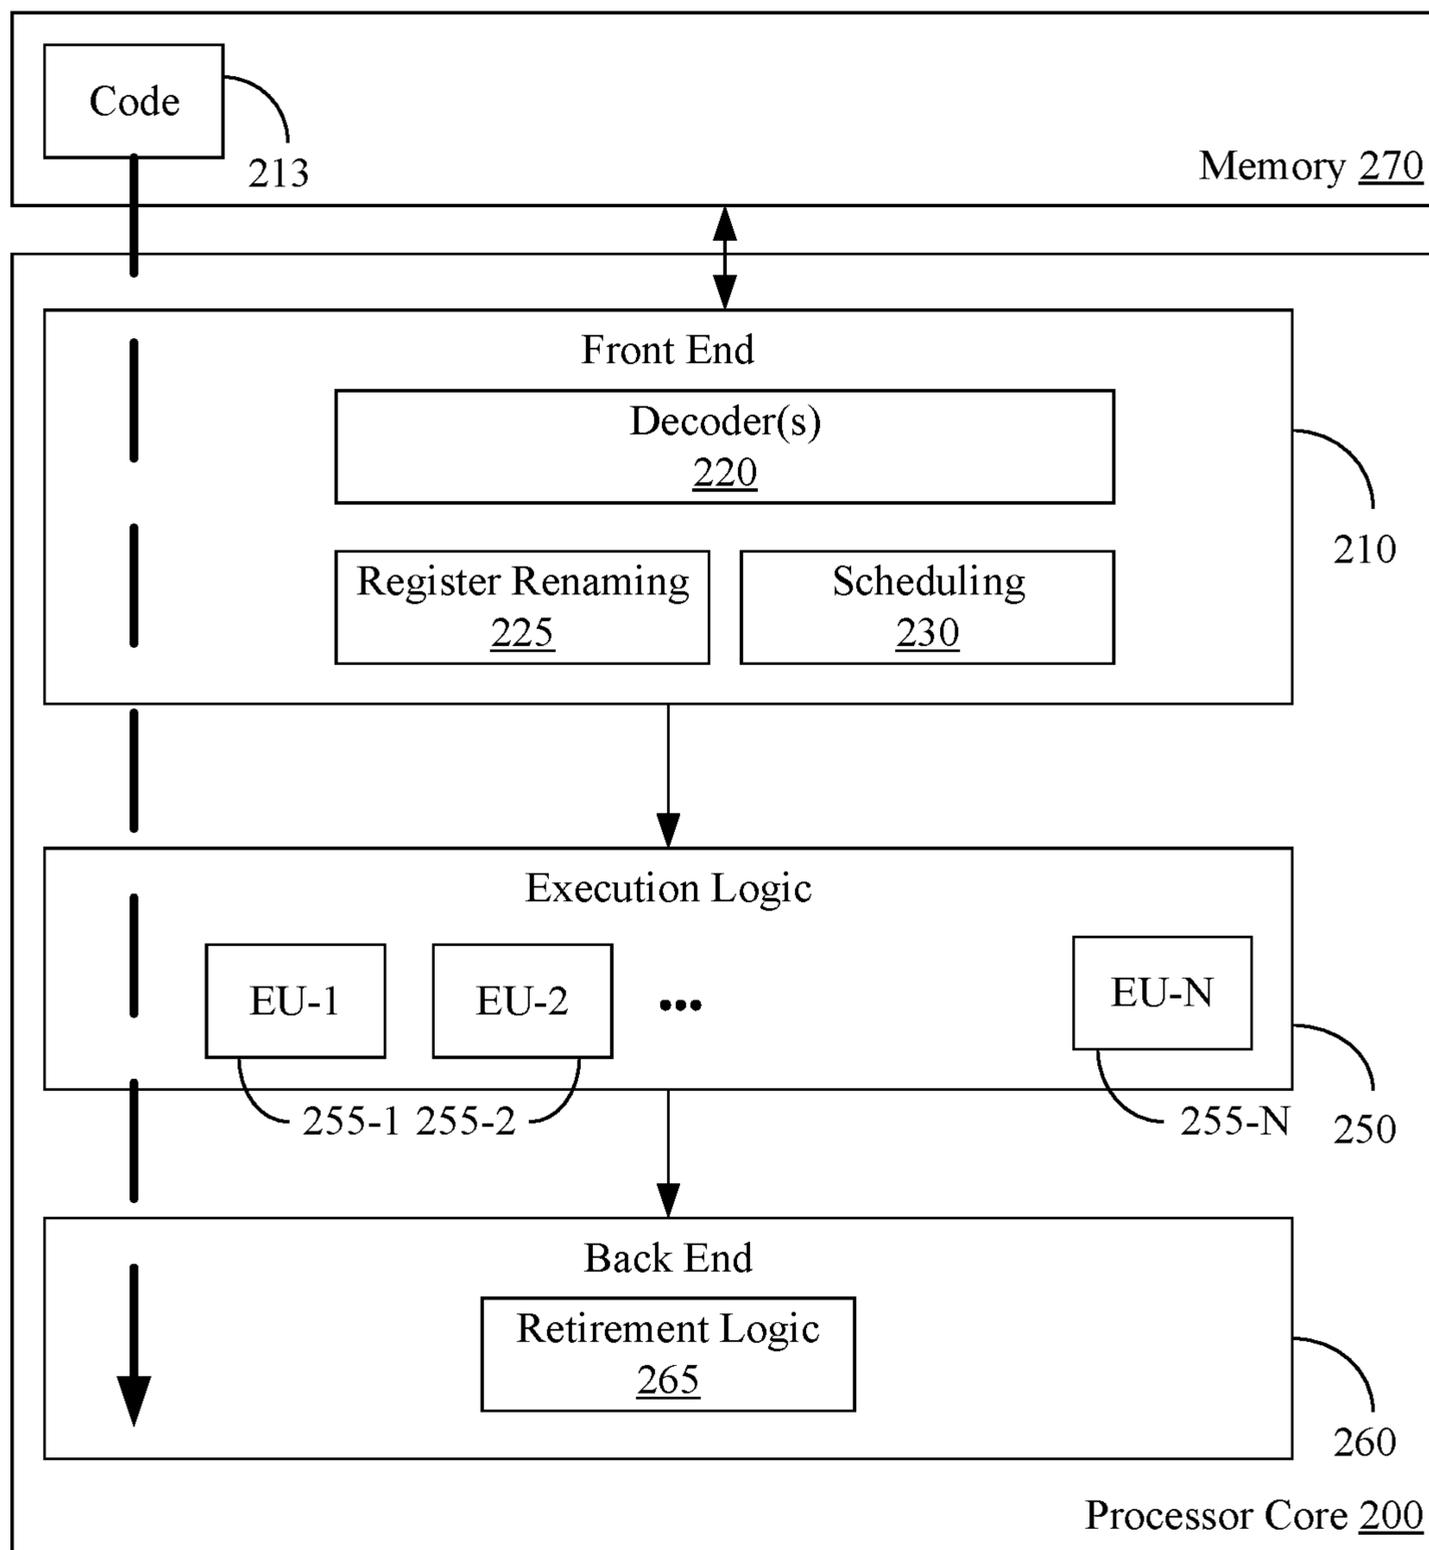 Code
213
Memory 270
Front End
Decoder(s)
220
210
Register Renaming
225
Scheduling
230
Execution Logic
EU-1
EU-2
...
EU-N
255-1 255-2
255-N
250
Back End
Retirement Logic
265
260
Processor Core 200